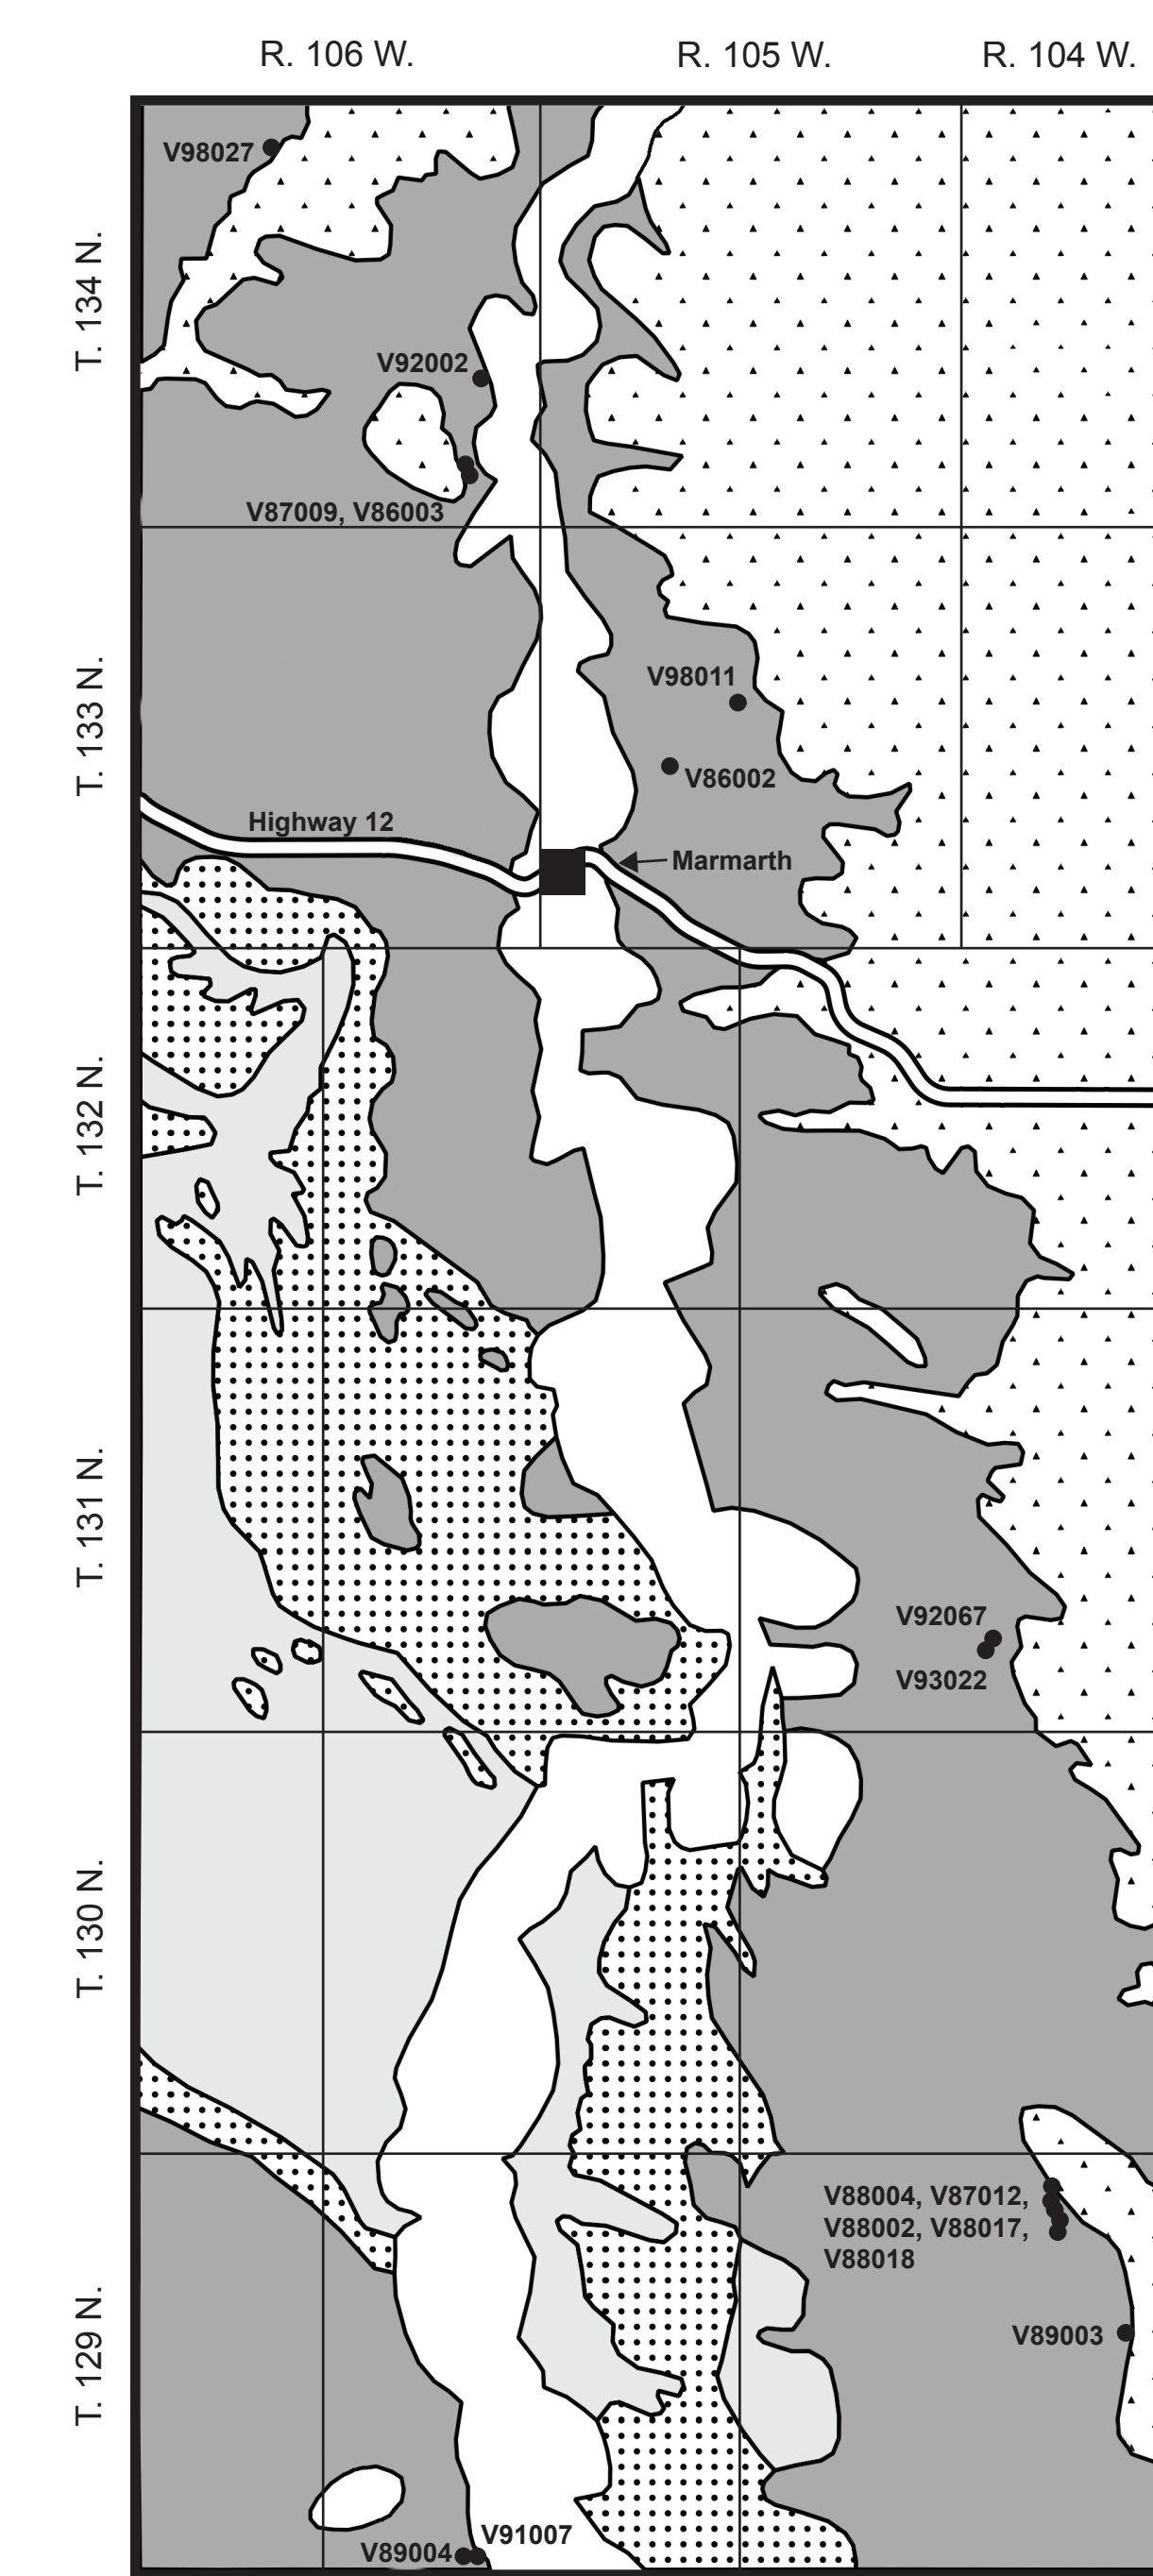 R. 106 W.
R. 105 W.
R. 104 W.
V98027
T. 134 N.
V92002
V87009, V86003
V98011
T. 133 N.
V86002
Highway 12
Marmarth
T. 132 N.
T. 131 N.
V92067
V93022
T. 130 N.
V88004, V87012,
V88002, V88017,
V88018
T. 129 N.
V89003
V91007
V89004